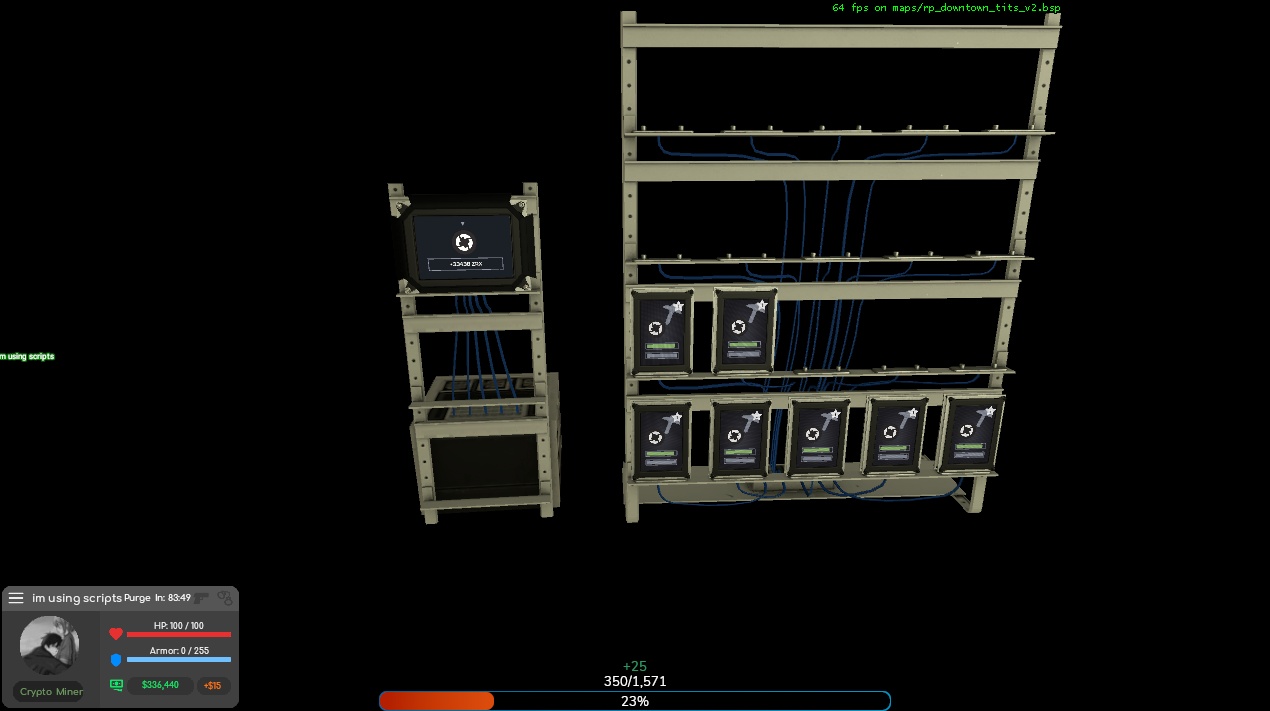 64 fps on maps/rp_downtown_tits_v2.bsp
m using scripts
im using scripts
Purge In: 83:49
HP: 100 / 100
Armor: 0 / 255
Crypto Miner
$336,440
+$15
+25
350/1,571
23%